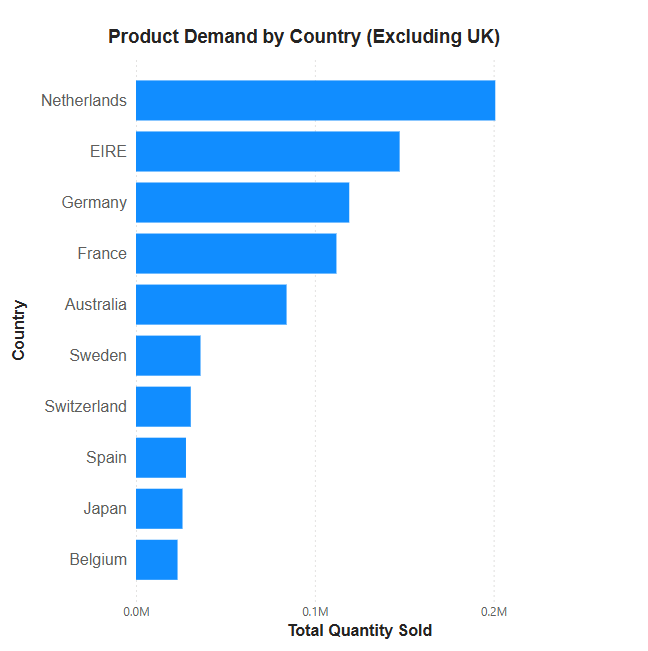 Product Demand by Country (Excluding UK)
Country
Netherlands
EIRE
Germany
France
Australia
Sweden
Switzerland
Spain
Japan
Belgium
0.0M 0.1M 0.2M
Total Quantity Sold